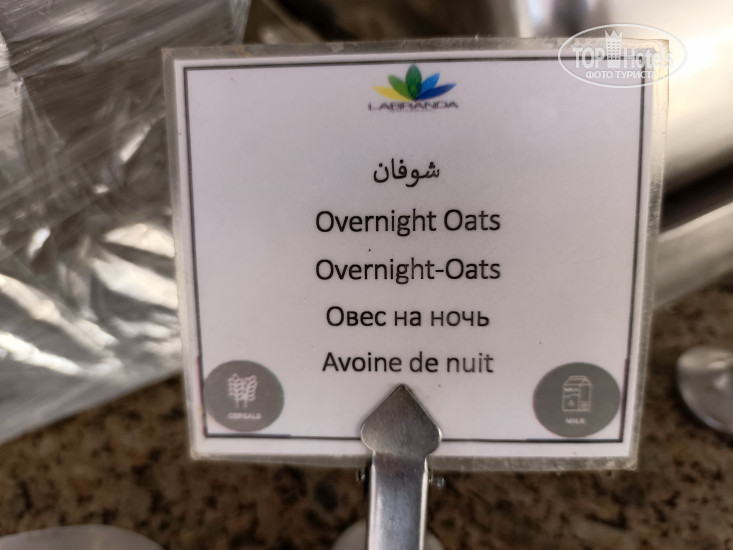 TOP Hotels
ФОТО ТУРИСТА
LABRANDA
شوفان
Overnight Oats
Overnight-Oats
Овес на ночь
Avoine de nuit
CEREALS
MILK